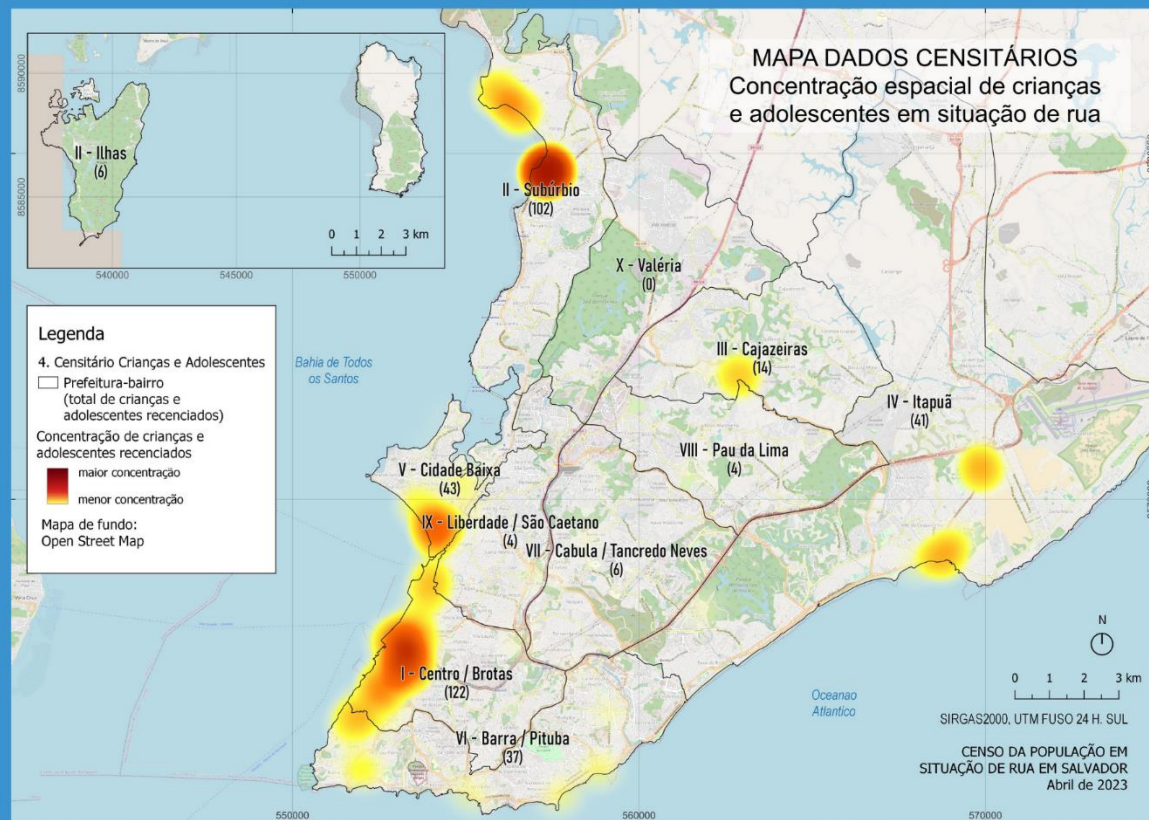 MAPA DADOS CENSITÁRIOS
Concentração espacial de crianças
e adolescentes em situação de rua
8590000
8585000
II - Ilhas
(6)
0 1 2 3 km
540000
545000
550000
II - Subúrbio
(102)
X - Valéria
(0)
Legenda
4. Censitário Crianças e Adolescentes
Prefeitura-bairro
(total de crianças e
adolescentes recenciados)
Concentração de crianças e
adolescentes recenciados
maior concentração
menor concentração
Mapa de fundo:
Open Street Map
Bahia de Todos
os Santos
III - Cajazeiras
(14)
IV - Itapuã
(41)
VIII - Pau da Lima
(4)
V - Cidade Baixa
(43)
IX - Liberdade / São Caetano
(4)
VII - Cabula / Tancredo Neves
(6)
I - Centro / Brotas
(122)
VI - Barra / Pituba
(37)
Oceanao
Atlantico
N
0 1 2 3 km
SIRGAS2000, UTM FUSO 24 H. SUL
CENSO DA POPULAÇÃO EM
SITUAÇÃO DE RUA EM SALVADOR
Abril de 2023
550000
560000
570000